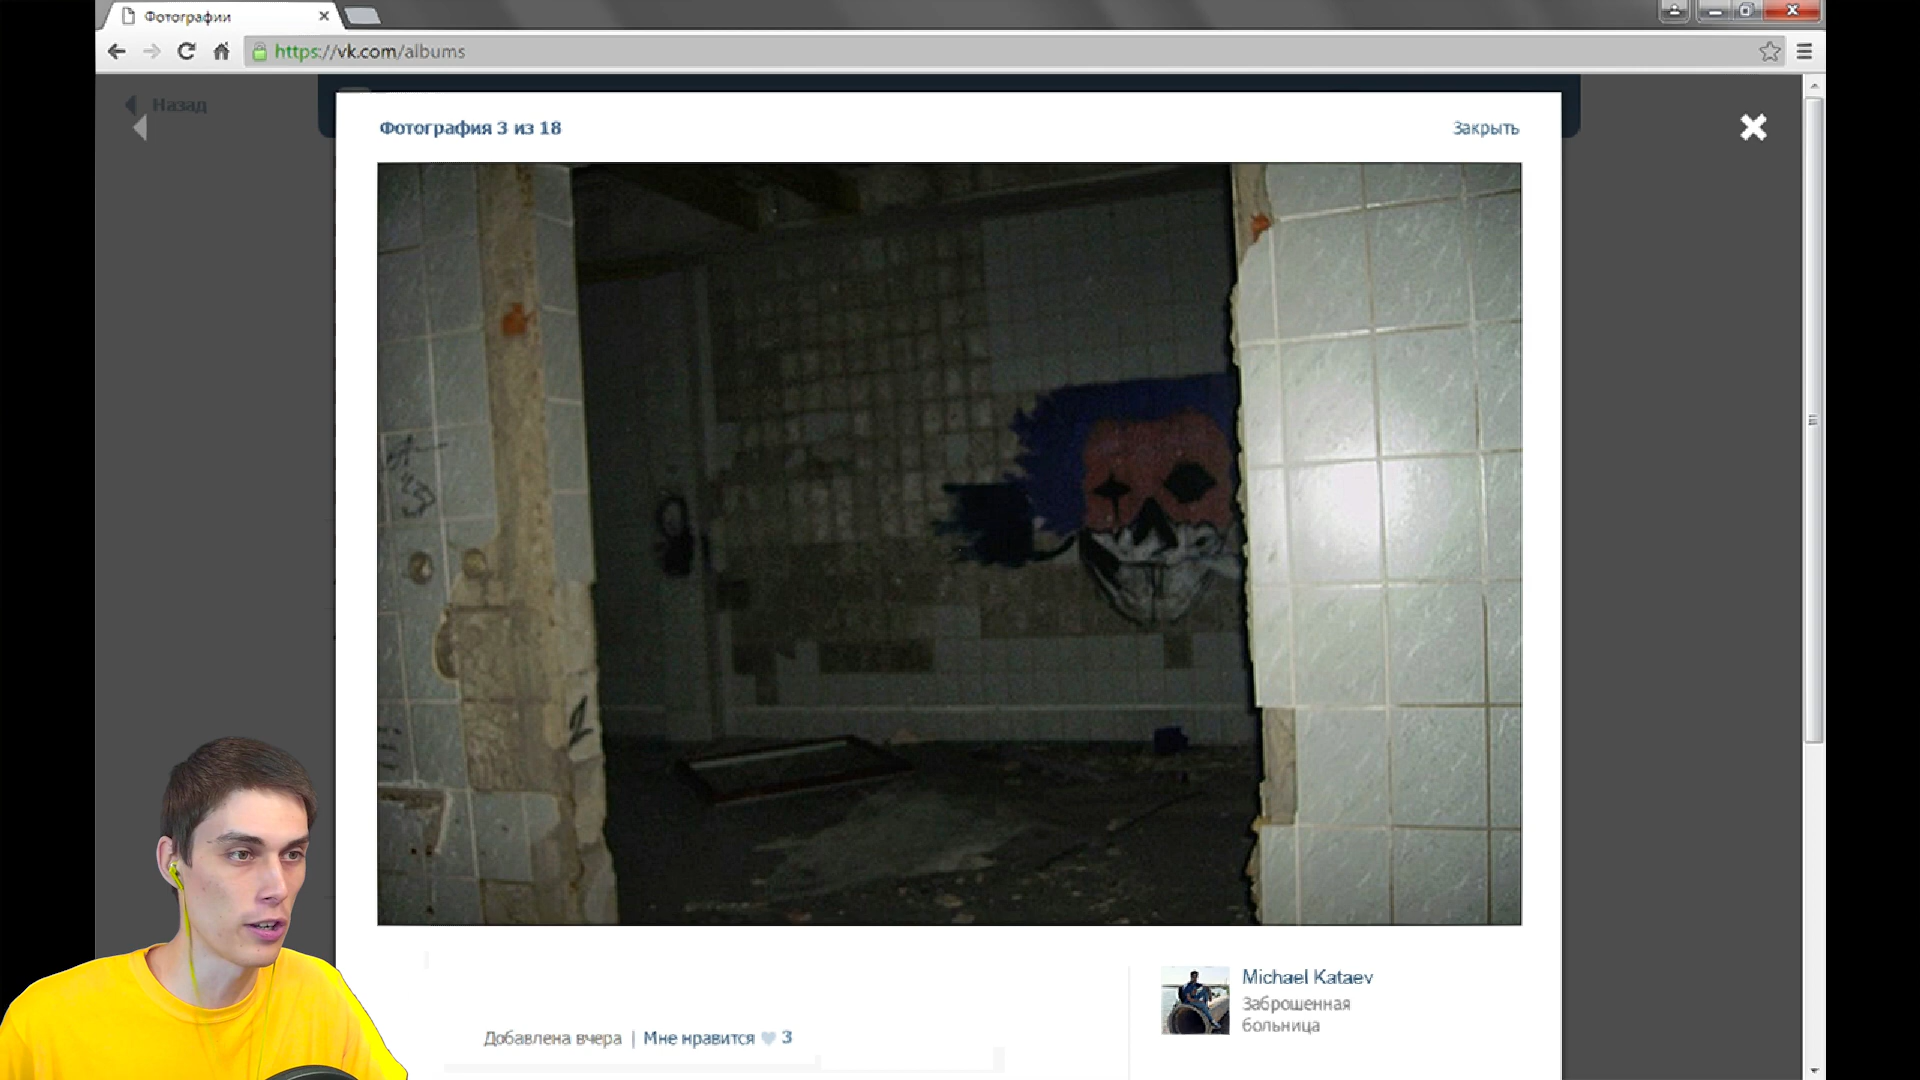 Фотографии
https://vk.com/albums
Назад
Фотография 3 из 18
Закрыть
Michael Kataev
Заброшенная
больница
Добавлена вчера | Мне нравится 3